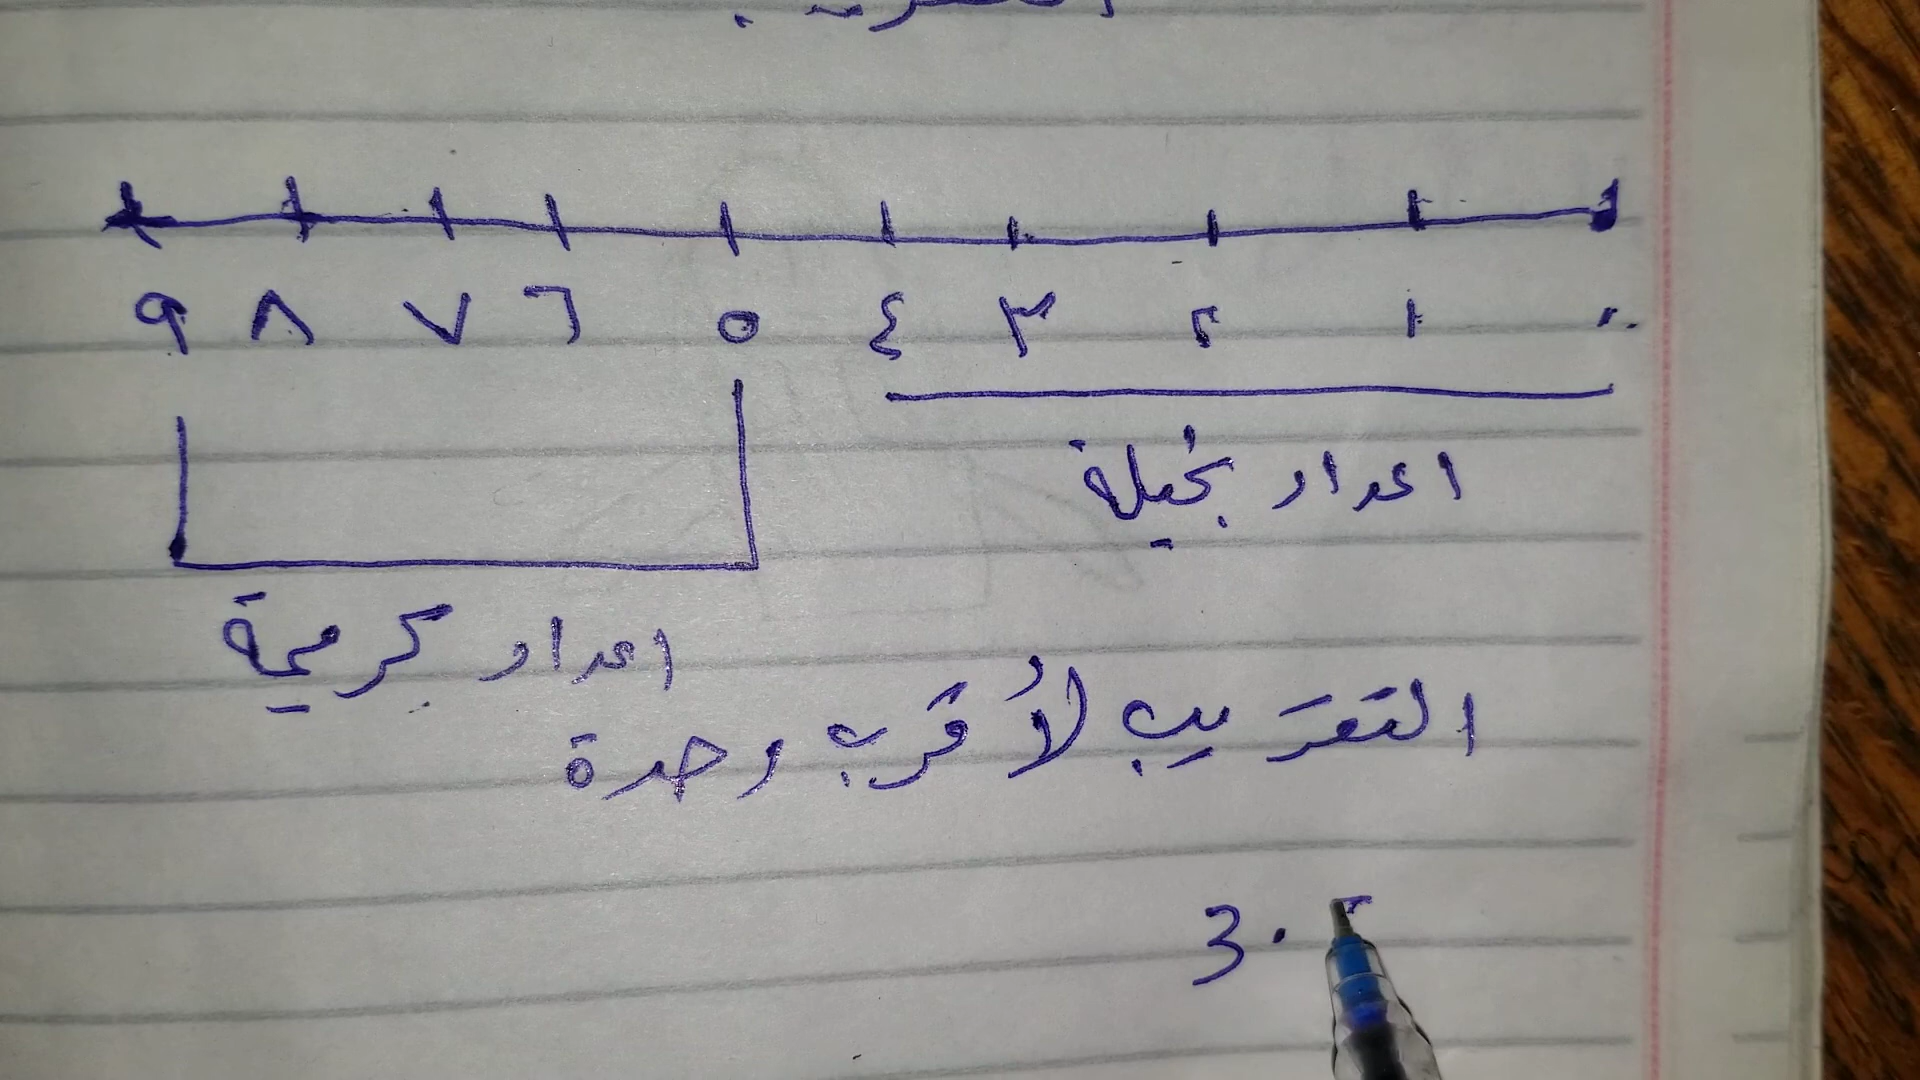 ٩ ٨ ٧ ٦ ٥ ٤ ٣ ٢ ١ ٠
اعداد بخيلة
اعداد كريمة
التقريب لأقرب وحدة
3.